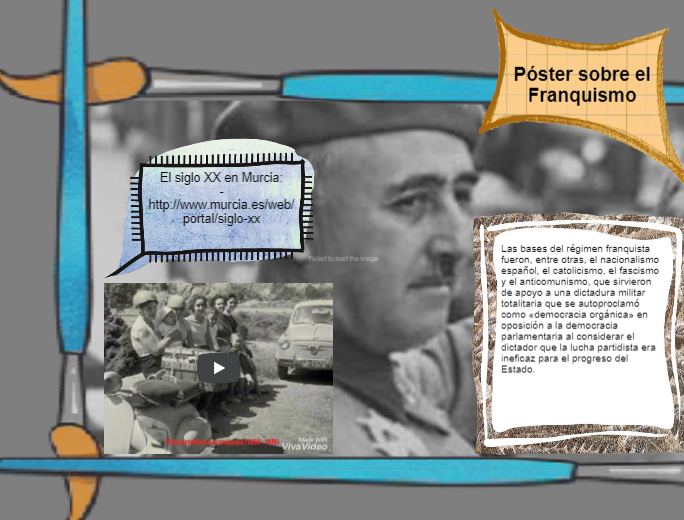 Póster sobre el
Franquismo
El siglo XX en Murcia:
-
http://www.murcia.es/web/
portal/siglo-xx
Failed to load the image
Las bases del régimen franquista
fueron, entre otras, el nacionalismo
español, el catolicismo, el fascismo
y el anticomunismo, que sirvieron
de apoyo a una dictadura militar
totalitaria que se autoproclamó
como «democracia orgánica» en
oposición a la democracia
parlamentaria al considerar el
dictador que la lucha partidista era
ineficaz para el progreso del
Estado.
Made With
VivaVideo